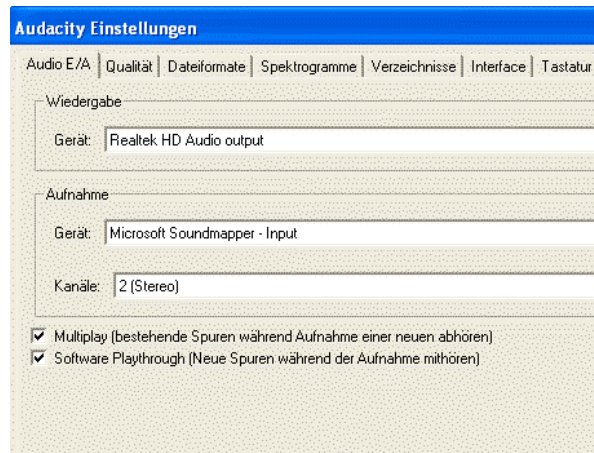 Audacity Einstellungen
Audio E/A Qualität Dateiformate Spektrogramme Verzeichnisse Interface Tastatur
Wiedergabe
Gerät: Realtek HD Audio output
Aufnahme
Gerät: Microsoft Soundmapper - Input
Kanäle: 2 (Stereo)
Multiplay (bestehende Spuren während Aufnahme einer neuen abhören)
Software Playthrough (Neue Spuren während der Aufnahme mithören)